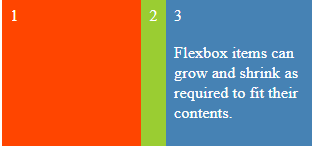 1
2
3
Flexbox items can
grow and shrink as
required to fit their
contents.